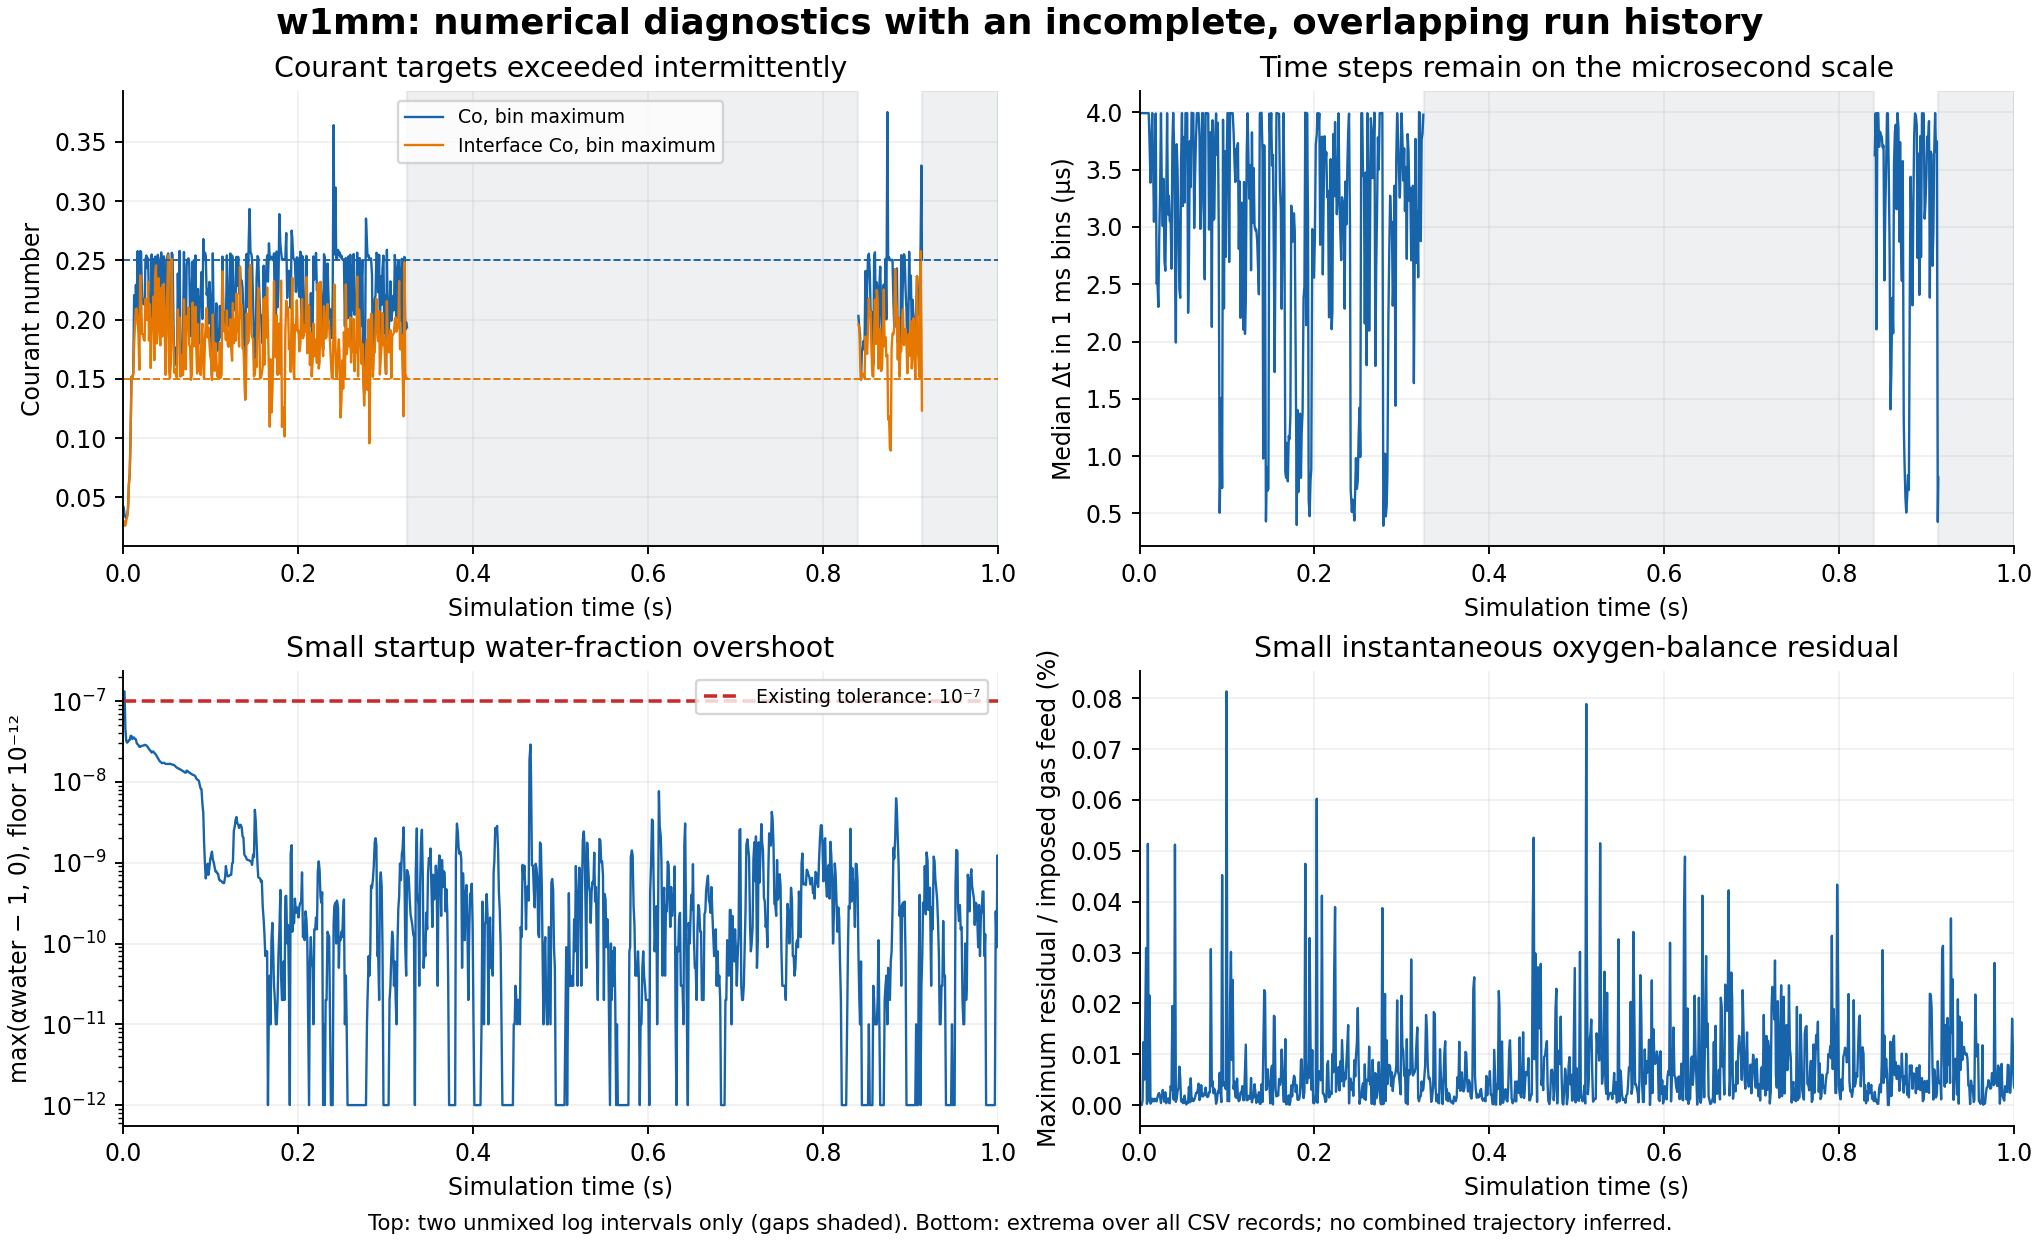 w1mm: numerical diagnostics with an incomplete, overlapping run history
Courant targets exceeded intermittently
Courant number
0.35
0.30
0.25
0.20
0.15
0.10
0.05
Co, bin maximum
Interface Co, bin maximum
0.0 0.2 0.4 0.6 0.8 1.0
Simulation time (s)
Time steps remain on the microsecond scale
Median Δt in 1 ms bins (µs)
4.0
3.5
3.0
2.5
2.0
1.5
1.0
0.5
0.0 0.2 0.4 0.6 0.8 1.0
Simulation time (s)
Small startup water-fraction overshoot
max(αwater − 1, 0), floor 10⁻¹²
10⁻⁷
10⁻⁸
10⁻⁹
10⁻¹⁰
10⁻¹¹
10⁻¹²
Existing tolerance: 10⁻⁷
0.0 0.2 0.4 0.6 0.8 1.0
Simulation time (s)
Small instantaneous oxygen-balance residual
Maximum residual / imposed gas feed (%)
0.08
0.07
0.06
0.05
0.04
0.03
0.02
0.01
0.00
0.0 0.2 0.4 0.6 0.8 1.0
Simulation time (s)
Top: two unmixed log intervals only (gaps shaded). Bottom: extrema over all CSV records; no combined trajectory inferred.